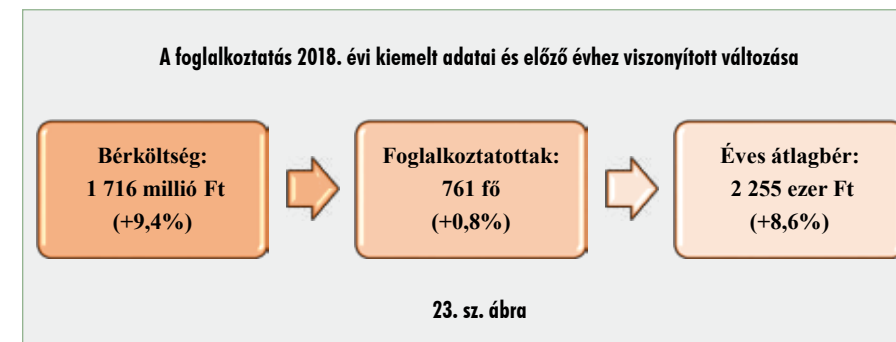 A foglalkoztatás 2018. évi kiemelt adatai és előző évhez viszonyított változása
Bérköltség:
1 716 millió Ft
(+9,4%)
Foglalkoztatottak:
761 fő
(+0,8%)
Éves átlagbér:
2 255 ezer Ft
(+8,6%)
23. sz. ábra